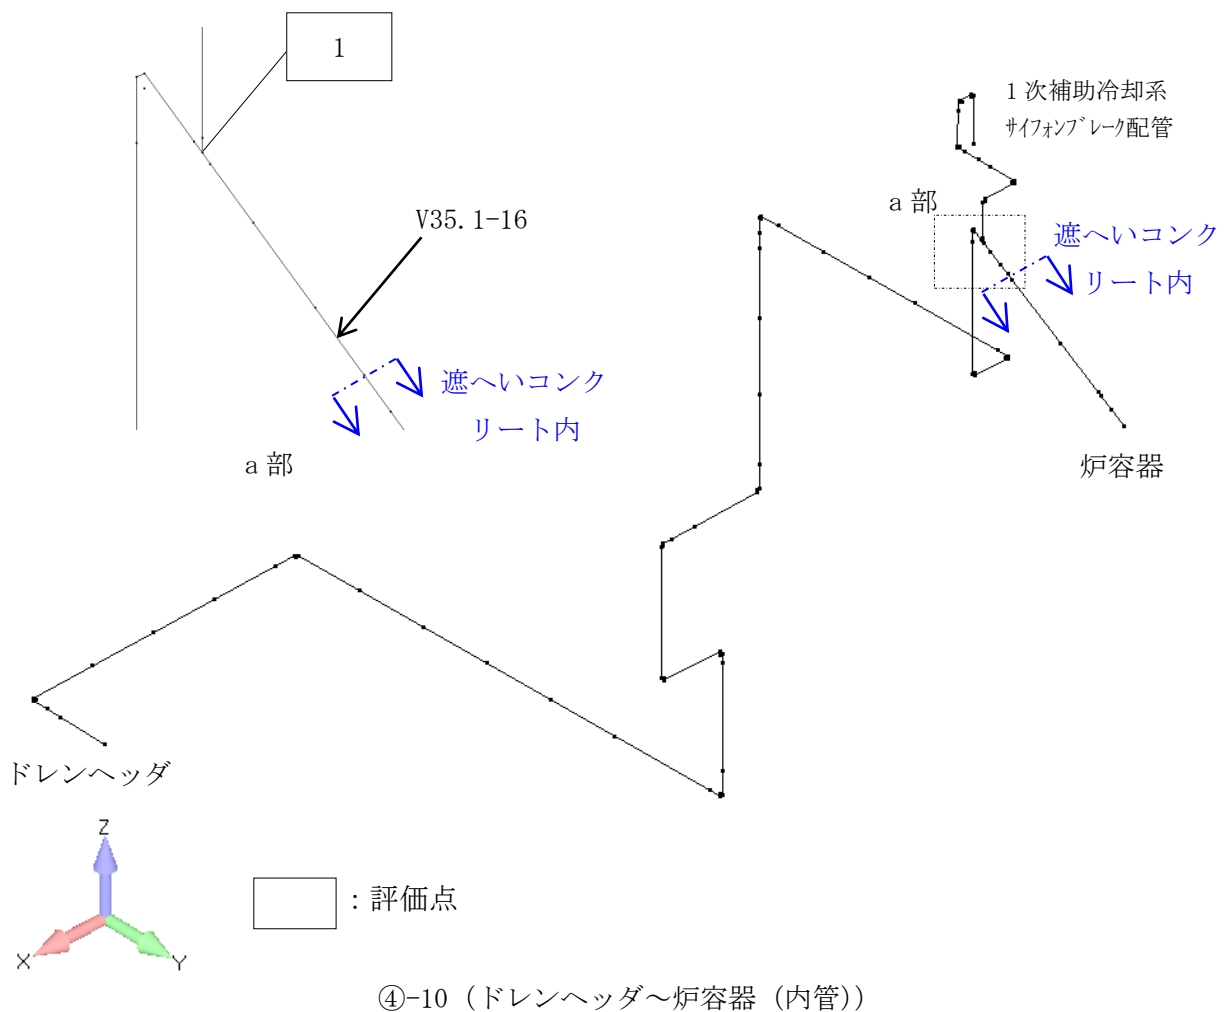 1
1次補助冷却系
サイフォンブレーク配管
a部
V35.1-16
遮へいコンク
リート内
遮へいコンク
リート内
a部
炉容器
ドレンヘッダ
Z
X
Y
：評価点
④-10（ドレンヘッダ～炉容器（内管））